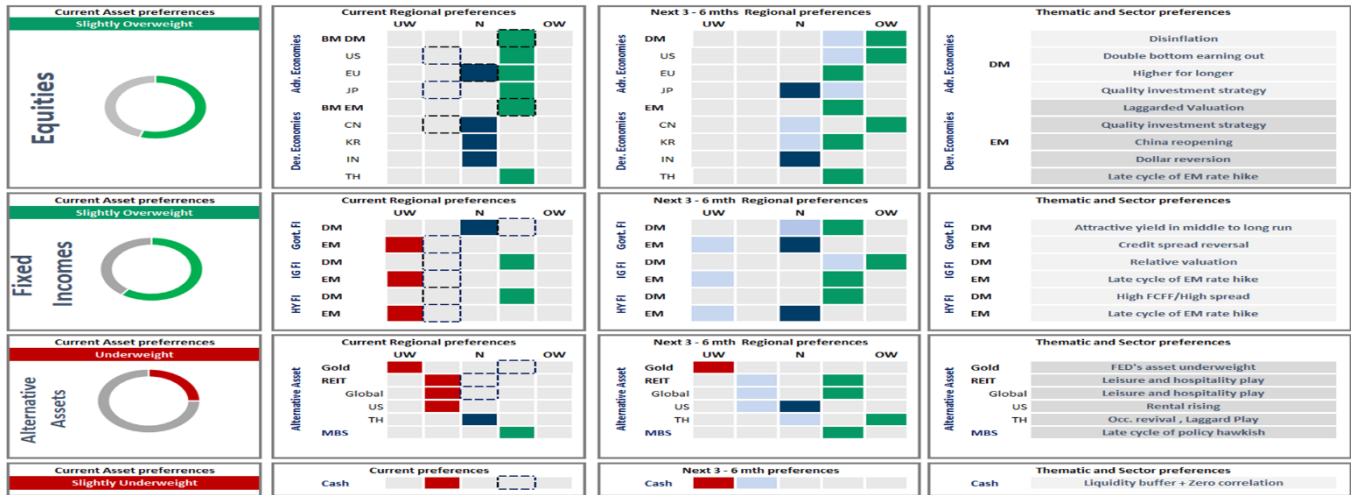 Current Asset preferrences
Slightly Overweight
Equities
Current Regional preferences
UW N OW
Adv. Economies
BM DM
US
EU
JP
Dev. Economies
BM EM
CN
KR
IN
TH
Next 3 - 6 mths Regional preferences
UW N OW
Adv. Economies
DM
US
EU
JP
Dev. Economies
EM
CN
KR
IN
TH
Thematic and Sector preferences
Adv. Economies
DM
Disinflation
Double bottom earning out
Higher for longer
Quality investment strategy
Dev. Economies
EM
Laggarded Valuation
Quality investment strategy
China reopening
Dollar reversion
Late cycle of EM rate hike
Current Asset preferrences
Slightly Overweight
Fixed
Incomes
Current Regional preferences
UW N OW
Gort. FI
DM
EM
IG FI
DM
EM
HY FI
DM
EM
Next 3 - 6 mth Regional preferences
UW N OW
Gort. FI
DM
EM
IG FI
DM
EM
HY FI
DM
EM
Thematic and Sector preferences
Gort. FI
DM Attractive yield in middle to long run
EM Credit spread reversal
IG FI
DM Relative valuation
EM Late cycle of EM rate hike
HY FI
DM High FCFF/High spread
EM Late cycle of EM rate hike
Current Asset preferrences
Underweight
Alternative
Assets
Current Regional preferences
UW N OW
Alternative Asset
Gold
REIT
Global
US
TH
MBS
Next 3 - 6 mth Regional preferences
UW N OW
Alternative Asset
Gold
REIT
Global
US
TH
MBS
Thematic and Sector preferences
Alternative Asset
Gold FED's asset underweight
REIT Leisure and hospitality play
Global Leisure and hospitality play
US Rental rising
TH Occ. revival , Laggard Play
MBS Late cycle of policy hawkish
Current Asset preferrences
Slightly Underweight
Current preferences
Cash
Next 3 - 6 mth preferences
Cash
Thematic and Sector preferences
Cash Liquidity buffer + Zero correlation